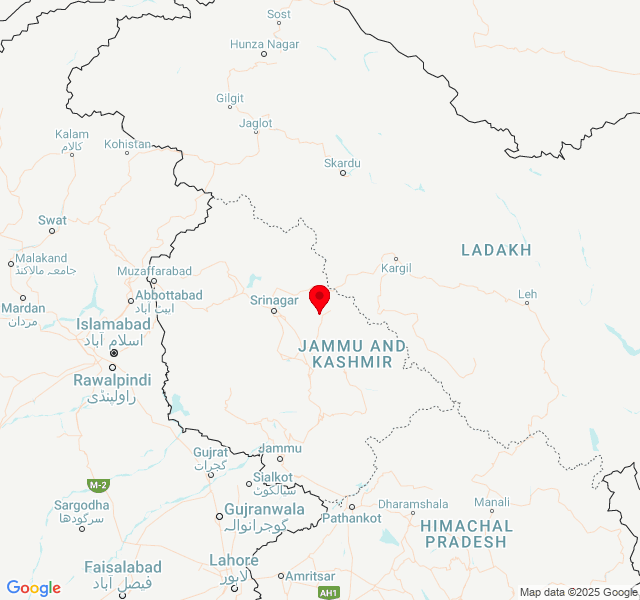 Sost
Hunza Nagar
Gilgit
Jaglot
Kalam
كالام
Kohistan
Skardu
Swat
LADAKH
Malakand
جامعہ مالاکنڈ
Muzaffarabad
Kargil
Abbottabad
ایبٹ آباد
Srinagar
Leh
Mardan
مردان
Islamabad
اسلام آباد
JAMMU AND
KASHMIR
Rawalpindi
راولپنڈی
Jammu
Gujrat
گجرات
Sialkot
سیالکوٹ
M-2
Sargodha
سرگودھا
Gujranwala
گوجرانوالہ
Pathankot
Dharamshala
Manali
HIMACHAL
PRADESH
Faisalabad
فیصل آباد
Lahore
لاہور
Amritsar
AH1
Google
Map data ©2025 Google